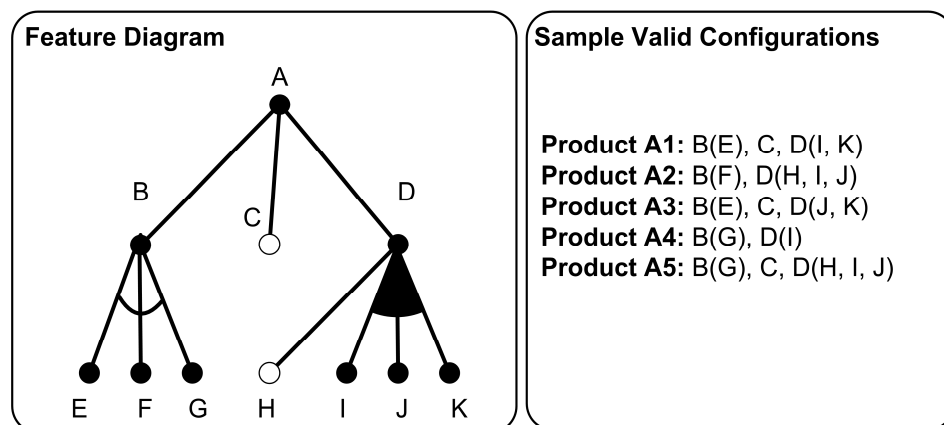 Feature Diagram
A
B
D
C
E F G H I J K
Sample Valid Configurations
Product A1: B(E), C, D(I, K)
Product A2: B(F), D(H, I, J)
Product A3: B(E), C, D(J, K)
Product A4: B(G), D(I)
Product A5: B(G), C, D(H, I, J)